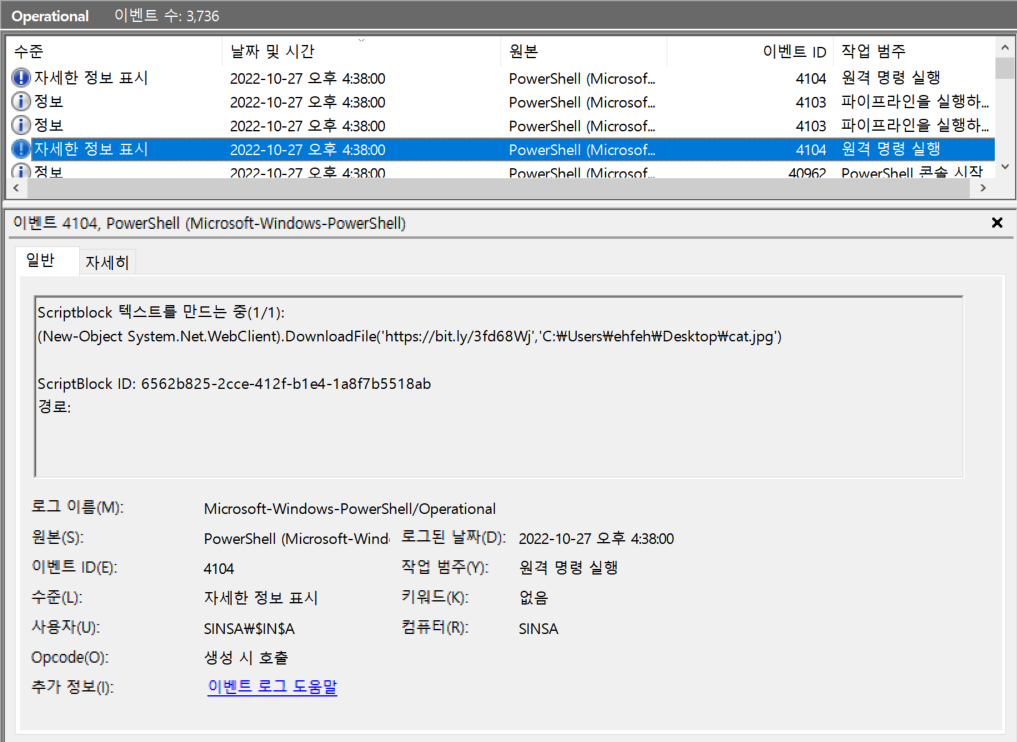 Operational 이벤트 수: 3,736
수준 날짜 및 시간 원본 이벤트 ID 작업 범주
자세한 정보 표시 2022-10-27 오후 4:38:00 PowerShell (Microsof... 4104 원격 명령 실행
정보 2022-10-27 오후 4:38:00 PowerShell (Microsof... 4103 파이프라인을 실행하...
정보 2022-10-27 오후 4:38:00 PowerShell (Microsof... 4103 파이프라인을 실행하...
자세한 정보 표시 2022-10-27 오후 4:38:00 PowerShell (Microsof... 4104 원격 명령 실행
정보 2022-10-27 오후 4:38:00 PowerShell (Microsof... 40962 PowerShell 콘솔 시작
이벤트 4104, PowerShell (Microsoft-Windows-PowerShell)
일반 자세히
Scriptblock 텍스트를 만드는 중(1/1):
(New-Object System.Net.WebClient).DownloadFile('https://bit.ly/3fd68Wj','C:₩Users₩ehfeh₩Desktop₩cat.jpg')
ScriptBlock ID: 6562b825-2cce-412f-b1e4-1a8f7b5518ab
경로:
로그 이름(M): Microsoft-Windows-PowerShell/Operational
원본(S): PowerShell (Microsoft-Wind 로그된 날짜(D): 2022-10-27 오후 4:38:00
이벤트 ID(E): 4104 작업 범주(Y): 원격 명령 실행
수준(L): 자세한 정보 표시 키워드(K): 없음
사용자(U): SINSA₩$IN$A 컴퓨터(R): SINSA
Opcode(O): 생성 시 호출
추가 정보(I): 이벤트 로그 도움말